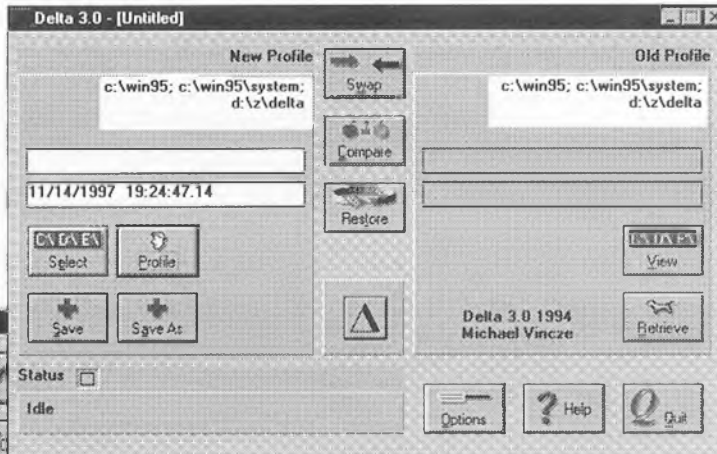 Delta 3.0 - [Untitled]
New Profile
c:\win95; c:\win95\system;
d:\z\delta
11/14/1997 19:24:47.14
C:\ D:\ E:\
Select
Profile
Save
Save As
Swap
Compare
Restore
Δ
Old Profile
c:\win95; c:\win95\system;
d:\z\delta
C:\ D:\ E:\
View
Delta 3.0 1994
Michael Vincze
Retrieve
Status
Idle
Options
? Help
Q Quit